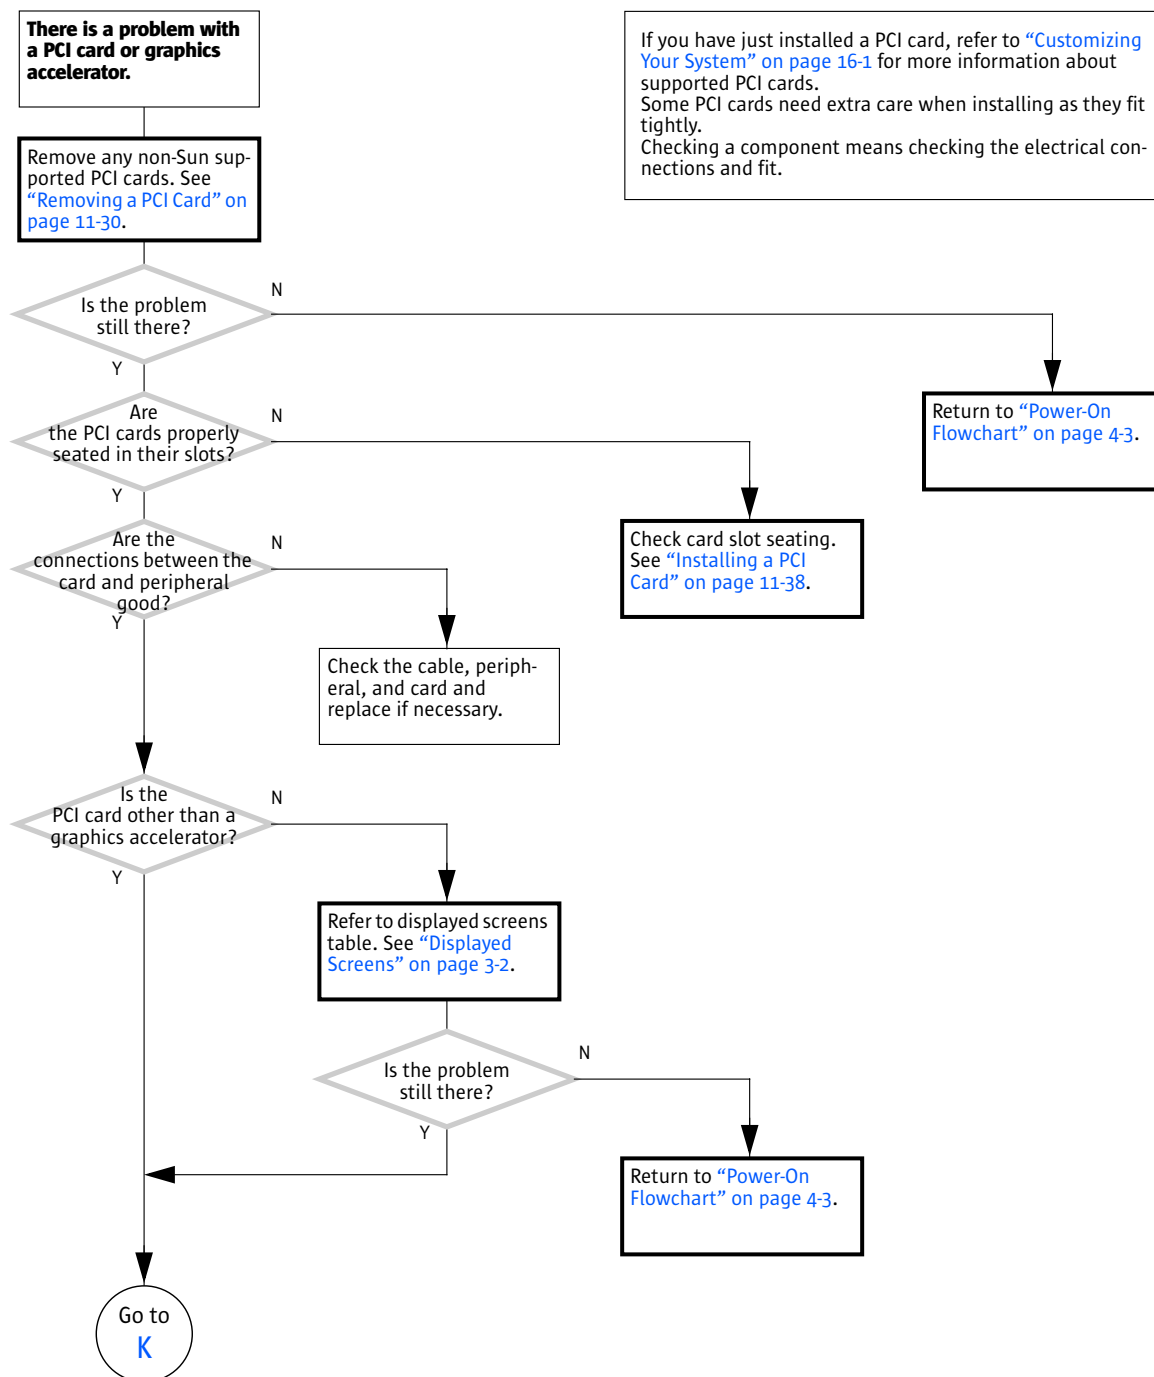 There is a problem with
a PCI card or graphics
accelerator.
If you have just installed a PCI card, refer to “Customizing
Your System” on page 16-1 for more information about
supported PCI cards.
Some PCI cards need extra care when installing as they fit
tightly.
Checking a component means checking the electrical con-
nections and fit.
Remove any non-Sun sup-
ported PCI cards. See
“Removing a PCI Card” on
page 11-30.
Is the problem
still there?
N
Y
Return to “Power-On
Flowchart” on page 4-3.
Are
the PCI cards properly
seated in their slots?
N
Y
Check card slot seating.
See “Installing a PCI
Card” on page 11-38.
Are the
connections between the
card and peripheral
good?
N
Y
Check the cable, periph-
eral, and card and
replace if necessary.
Is the
PCI card other than a
graphics accelerator?
N
Y
Refer to displayed screens
table. See “Displayed
Screens” on page 3-2.
Is the problem
still there?
N
Y
Return to “Power-On
Flowchart” on page 4-3.
Go to
K